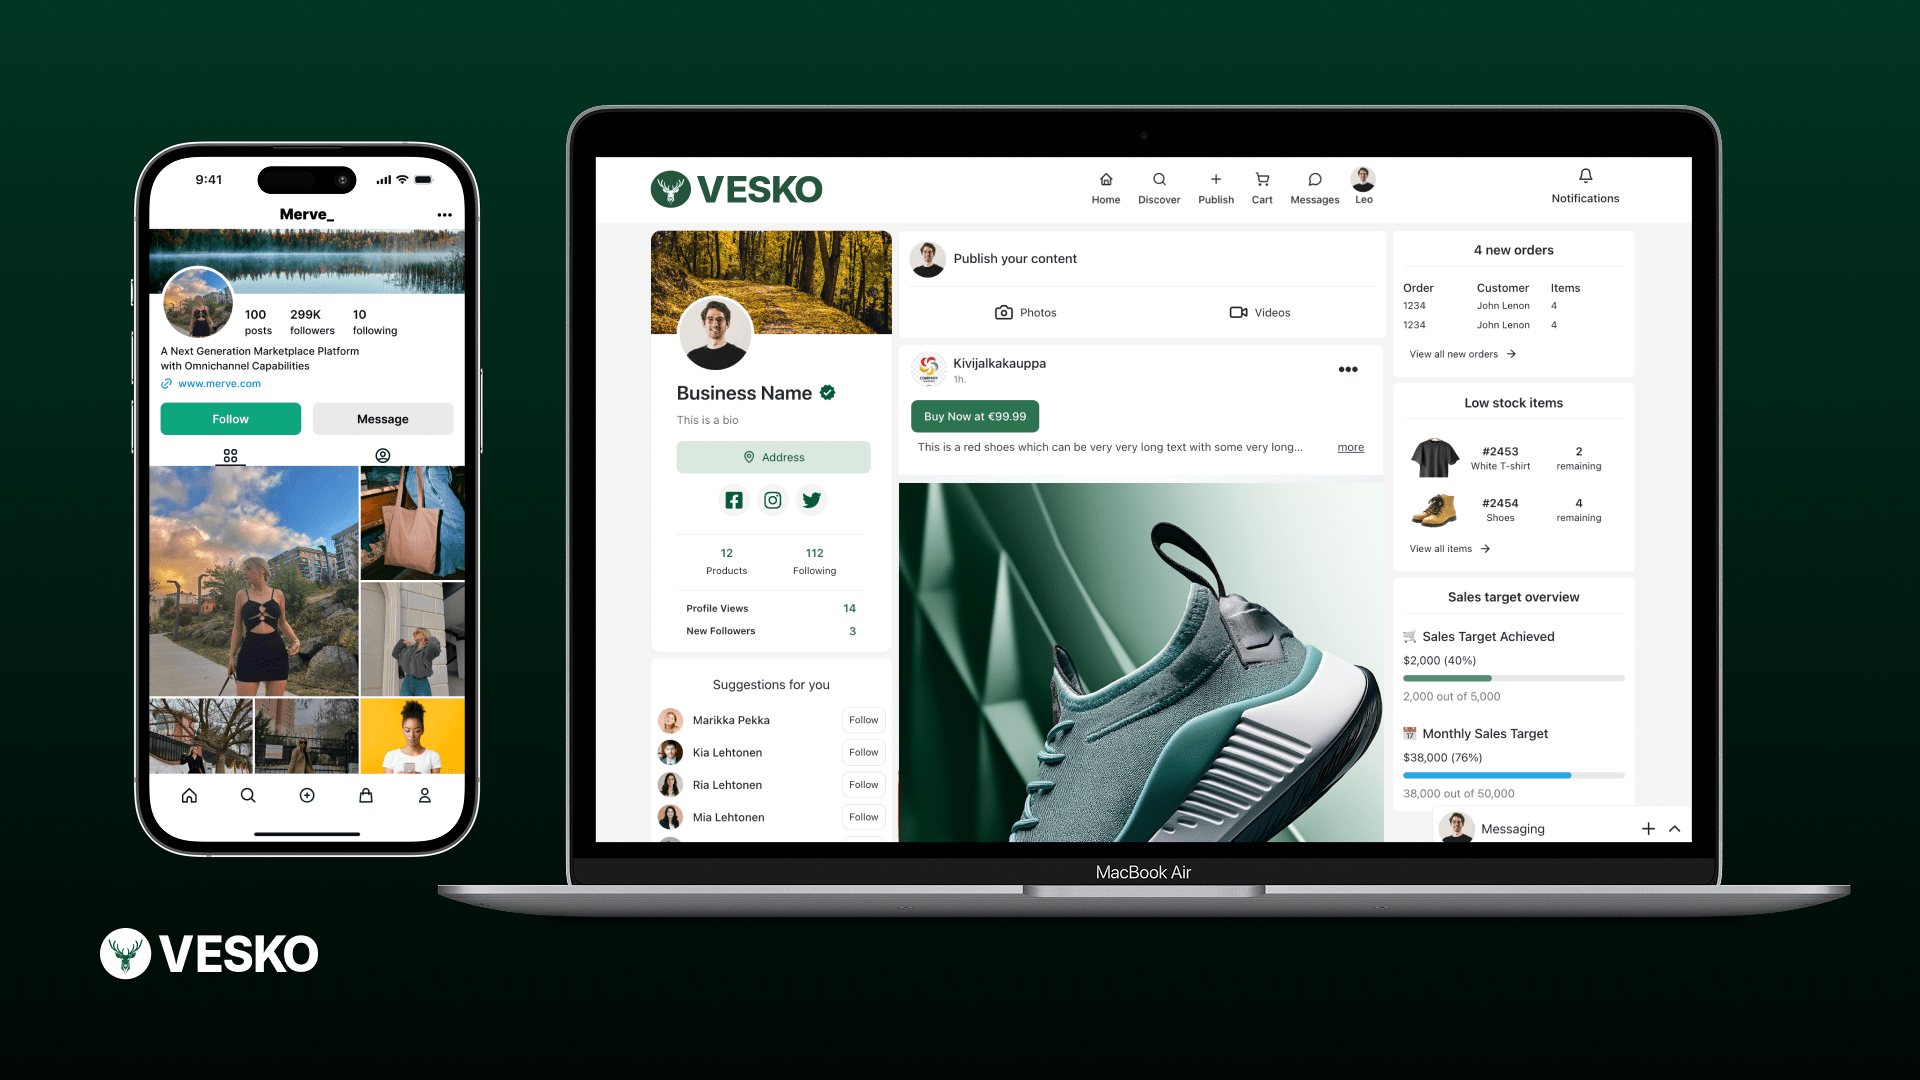 9:41
Merve_
100
posts
299K
followers
10
following
A Next Generation Marketplace Platform
with Omnichannel Capabilities
www.merve.com
Follow
Message
VESKO
VESKO
Home
Discover
Publish
Cart
Messages
Leo
Notifications
Business Name
This is a bio
Address
12
Products
112
Following
Profile Views 14
New Followers 3
Suggestions for you
Marikka Pekka Follow
Kia Lehtonen Follow
Ria Lehtonen Follow
Mia Lehtonen Follow
Publish your content
Photos
Videos
COMPANY
Kivijalkakauppa
1h.
Buy Now at €99.99
This is a red shoes which can be very very long text with some very long... more
4 new orders
Order Customer Items
1234 John Lenon 4
1234 John Lenon 4
View all new orders
Low stock items
#2453 2
White T-shirt remaining
#2454 4
Shoes remaining
View all items
Sales target overview
Sales Target Achieved
$2,000 (40%)
2,000 out of 5,000
17
Monthly Sales Target
$38,000 (76%)
38,000 out of 50,000
Messaging
MacBook Air